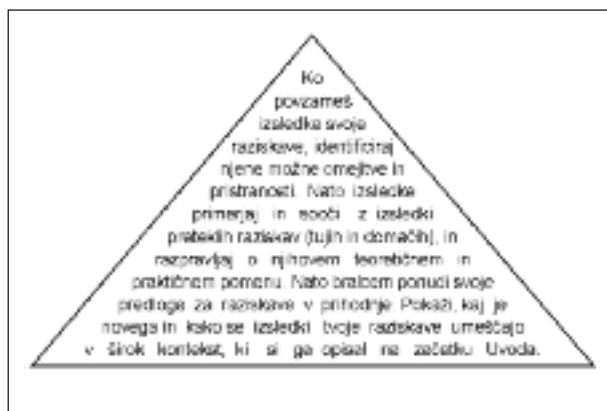 Ko
povzameš
izsledke svoje
raziskave, identificiraj
njene možne omejitve in
pristranosti. Nato izsledke
primerjaj in sooči z izsledki
preteklih raziskav (tujih in domačih), in
razpravljaj o njihovem teoretičnem in
praktičnem pomenu. Nato bralcem ponudi svoje
predloge za raziskave v prihodnje. Pokaži, kaj je
novega in kako se izsledki tvoje raziskave umeščajo
v širok kontekst, ki si ga opisal na začetku Uvoda.